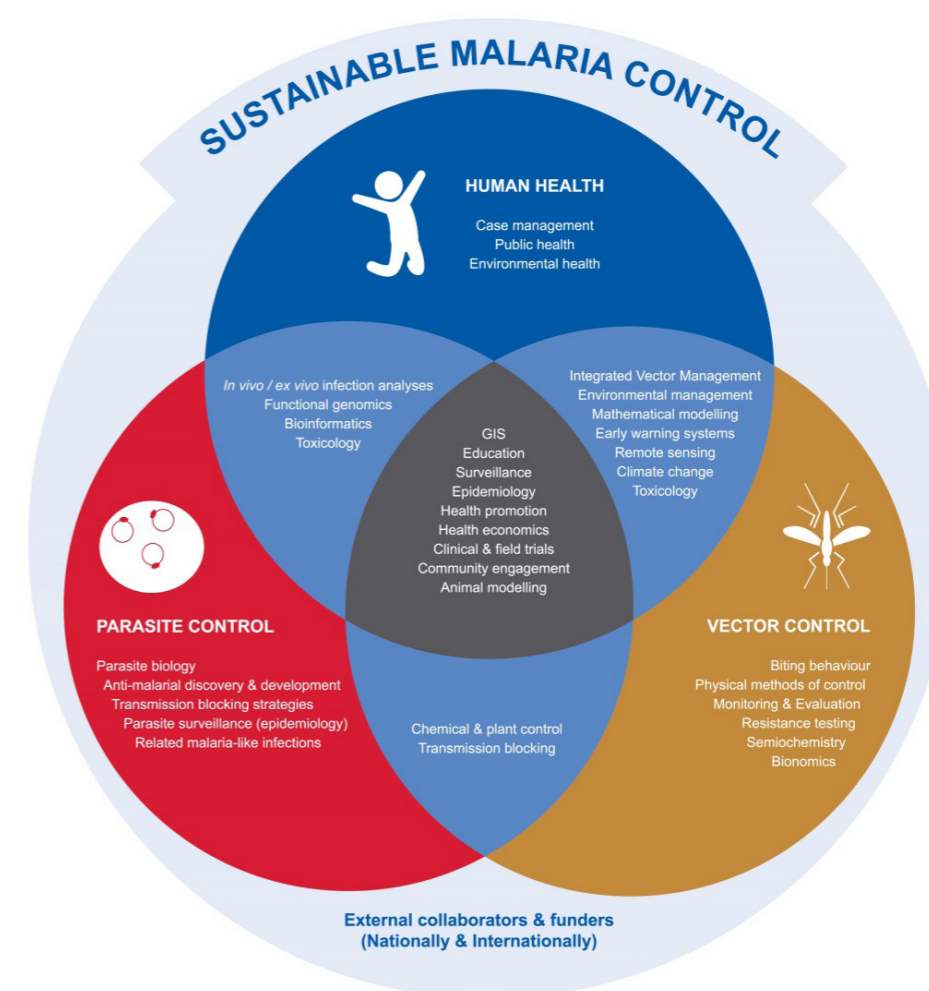 SUSTAINABLE MALARIA CONTROL
HUMAN HEALTH
Case management
Public health
Environmental health
In vivo / ex vivo infection analyses
Functional genomics
Bioinformatics
Toxicology
Integrated Vector Management
Environmental management
Mathematical modelling
Early warning systems
Remote sensing
Climate change
Toxicology
GIS
Education
Surveillance
Epidemiology
Health promotion
Health economics
Clinical & field trials
Community engagement
Animal modelling
PARASITE CONTROL
Parasite biology
Anti-malarial discovery & development
Transmission blocking strategies
Parasite surveillance (epidemiology)
Related malaria-like infections
VECTOR CONTROL
Biting behaviour
Physical methods of control
Monitoring & Evaluation
Resistance testing
Semiochemistry
Bionomics
Chemical & plant control
Transmission blocking
External collaborators & funders
(Nationally & Internationally)